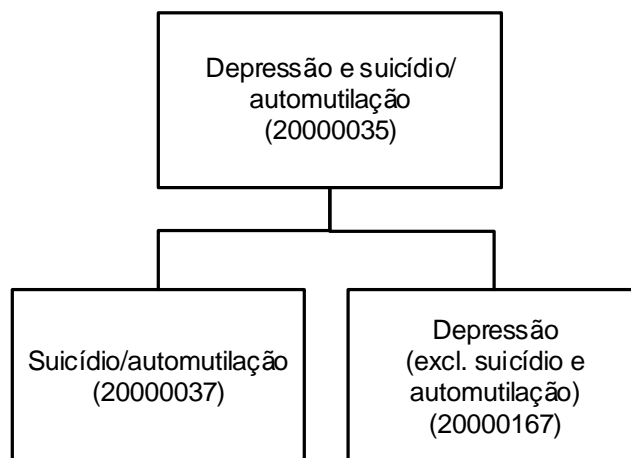 Depressão e suicídio/
automutilação
(20000035)
Suicídio/automutilação
(20000037)
Depressão
(excl. suicídio e
automutilação)
(20000167)